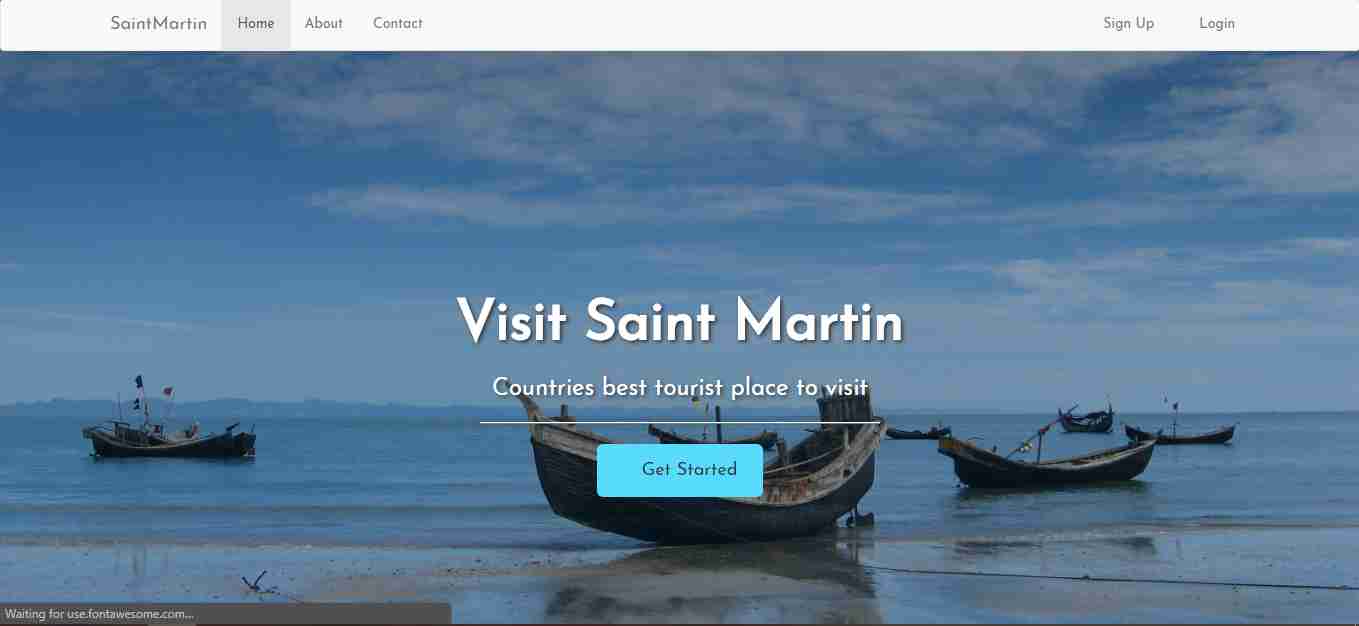 SaintMartin Home About Contact Sign Up Login
Visit Saint Martin
Countries best tourist place to visit
Get Started
Waiting for use.fontawesome.com...